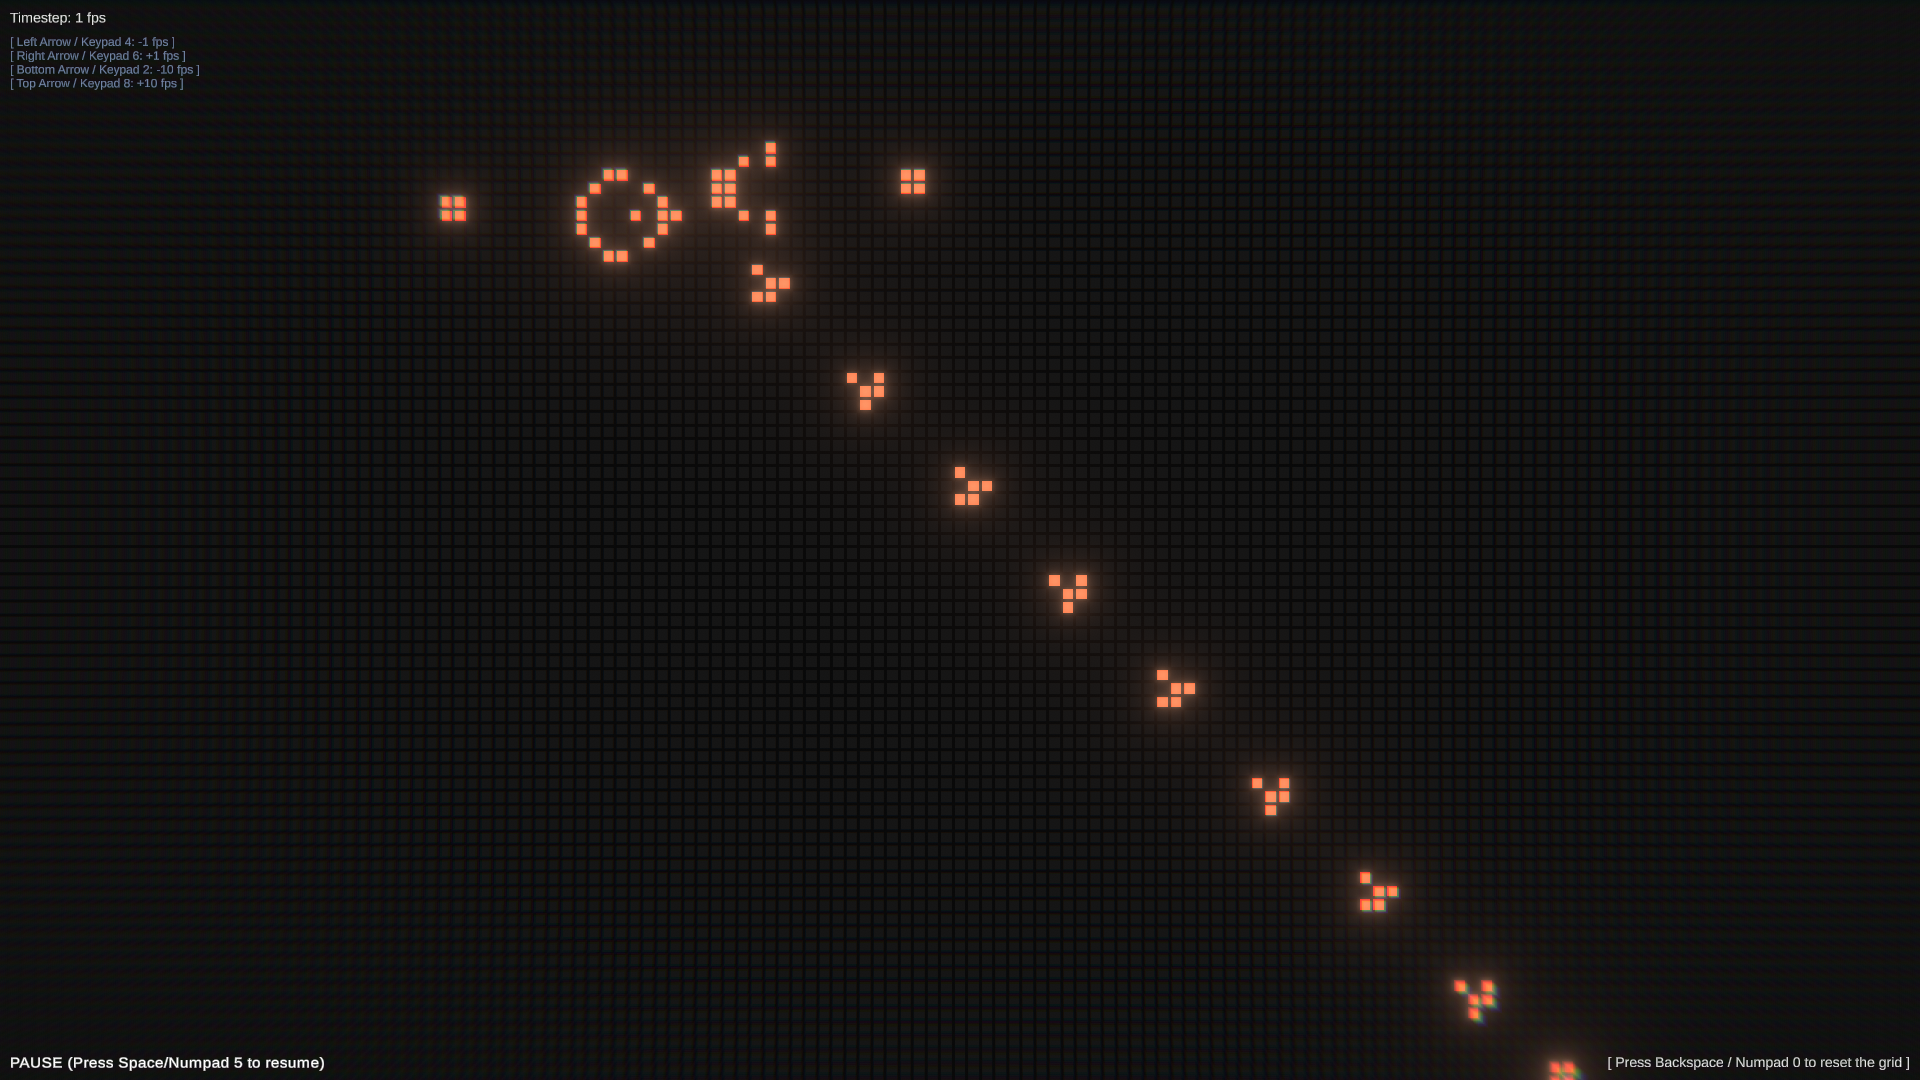 Timestep: 1 fps
[ Left Arrow / Keypad 4: -1 fps ]
[ Right Arrow / Keypad 6: +1 fps ]
[ Bottom Arrow / Keypad 2: -10 fps ]
[ Top Arrow / Keypad 8: +10 fps ]
PAUSE (Press Space/Numpad 5 to resume)
[ Press Backspace / Numpad 0 to reset the grid ]